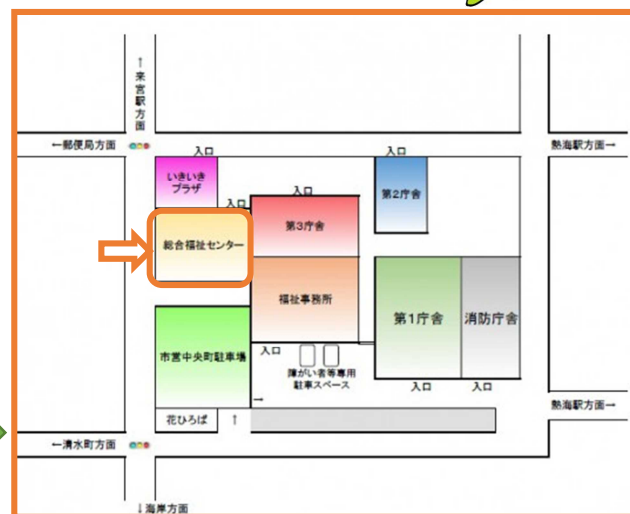 ↑来宮駅方面
←郵便局方面
熱海駅方面→
入口
入口
いきいき
プラザ
入口
入口
第2庁舎
第3庁舎
総合福祉センター
福祉事務所
第1庁舎
消防庁舎
市営中央町駐車場
入口
障がい者等専用
駐車スペース
入口
入口
→
熱海駅方面→
花ひろば
↑
←清水町方面
↓海岸方面